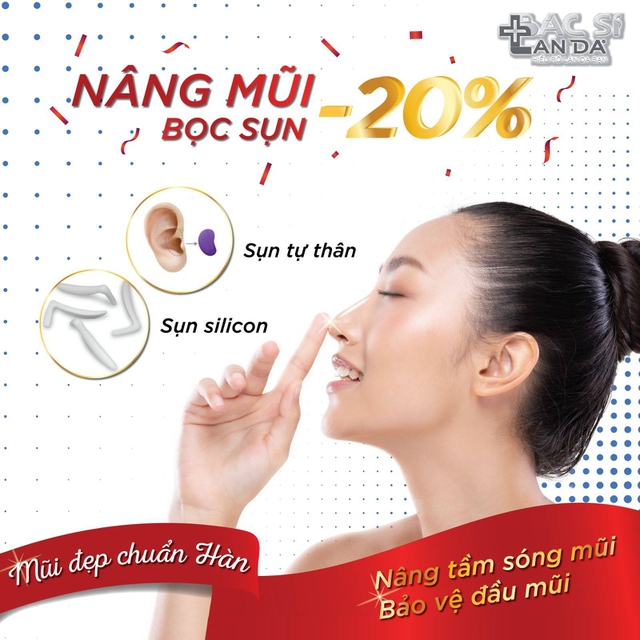 BÁC SĨ
LAN DA®
NÂNG MŨI
BỌC SỤN
-20%
Sụn tự thân
Sụn silicon
Mũi đẹp chuẩn Hàn
Nâng tầm sóng mũi
Bảo vệ đầu mũi